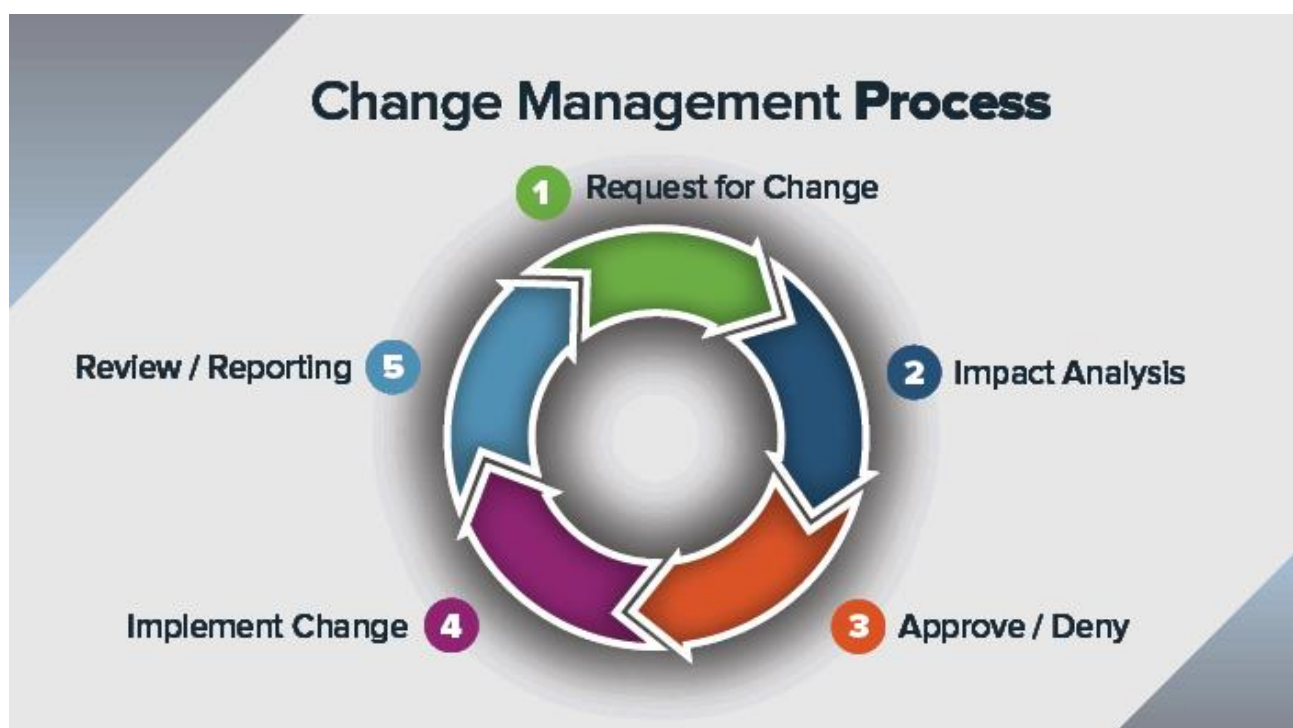 Change Management Process
1 Request for Change
2 Impact Analysis
3 Approve / Deny
4 Implement Change
5 Review / Reporting